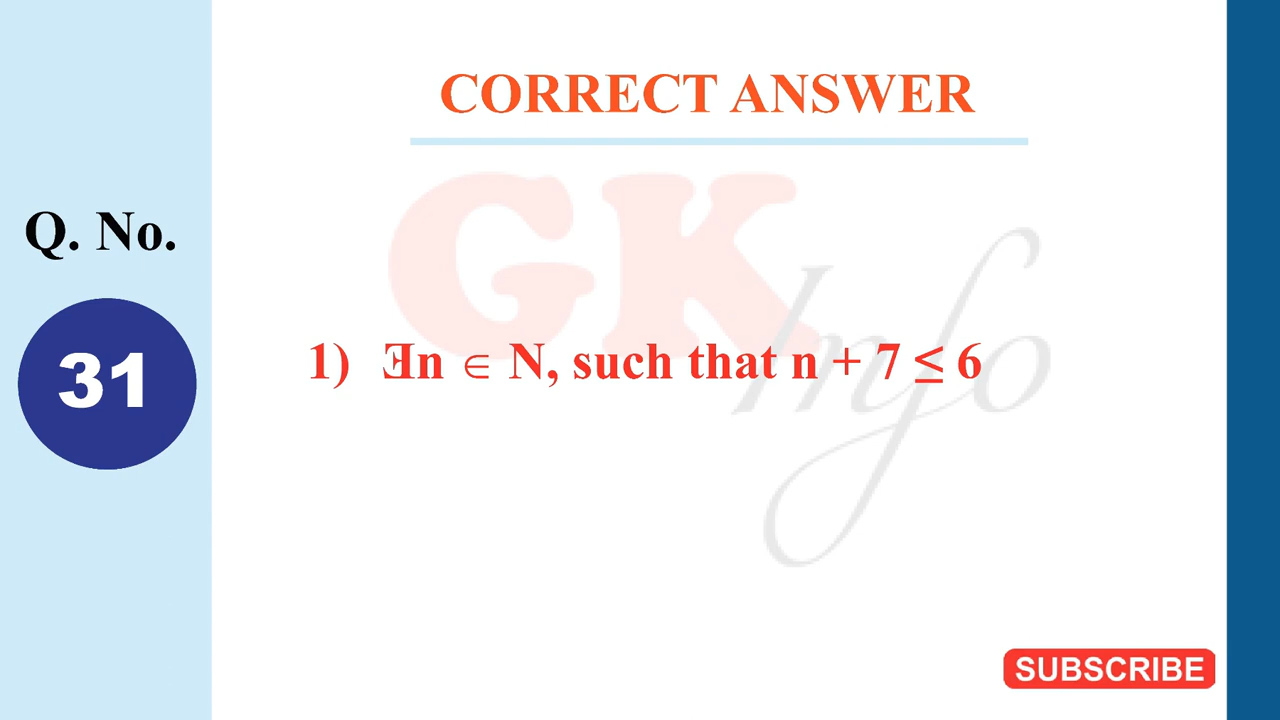 CORRECT ANSWER
GK
Info
Q. No.
31
1) ∃n ∈ N, such that n + 7 ≤ 6
SUBSCRIBE